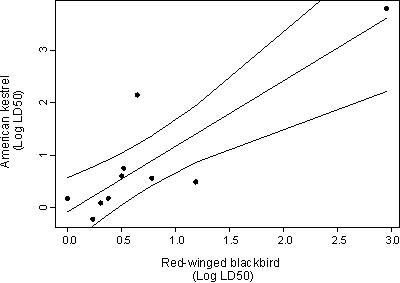 American kestrel
(Log LD50)
3
2
1
0
0.0 0.5 1.0 1.5 2.0 2.5 3.0
Red-winged blackbird
(Log LD50)